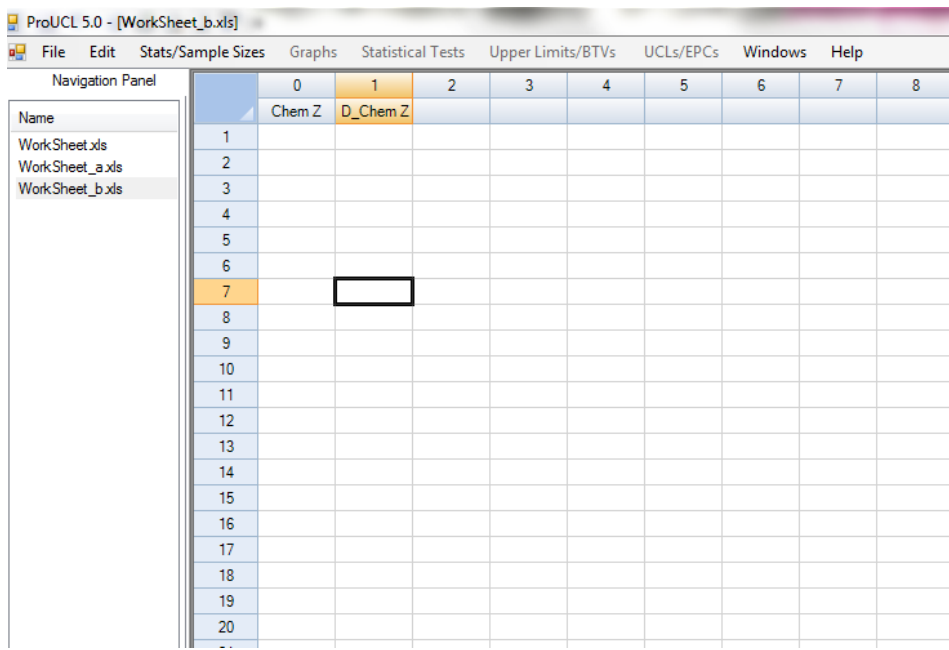 ProUCL 5.0 - [WorkSheet_b.xls]
File Edit Stats/Sample Sizes Graphs Statistical Tests Upper Limits/BTVs UCLs/EPCs Windows Help
Navigation Panel
Name
WorkSheet.xls
WorkSheet_a.xls
WorkSheet_b.xls
0 1 2 3 4 5 6 7 8
Chem Z D_Chem Z
1
2
3
4
5
6
7
8
9
10
11
12
13
14
15
16
17
18
19
20